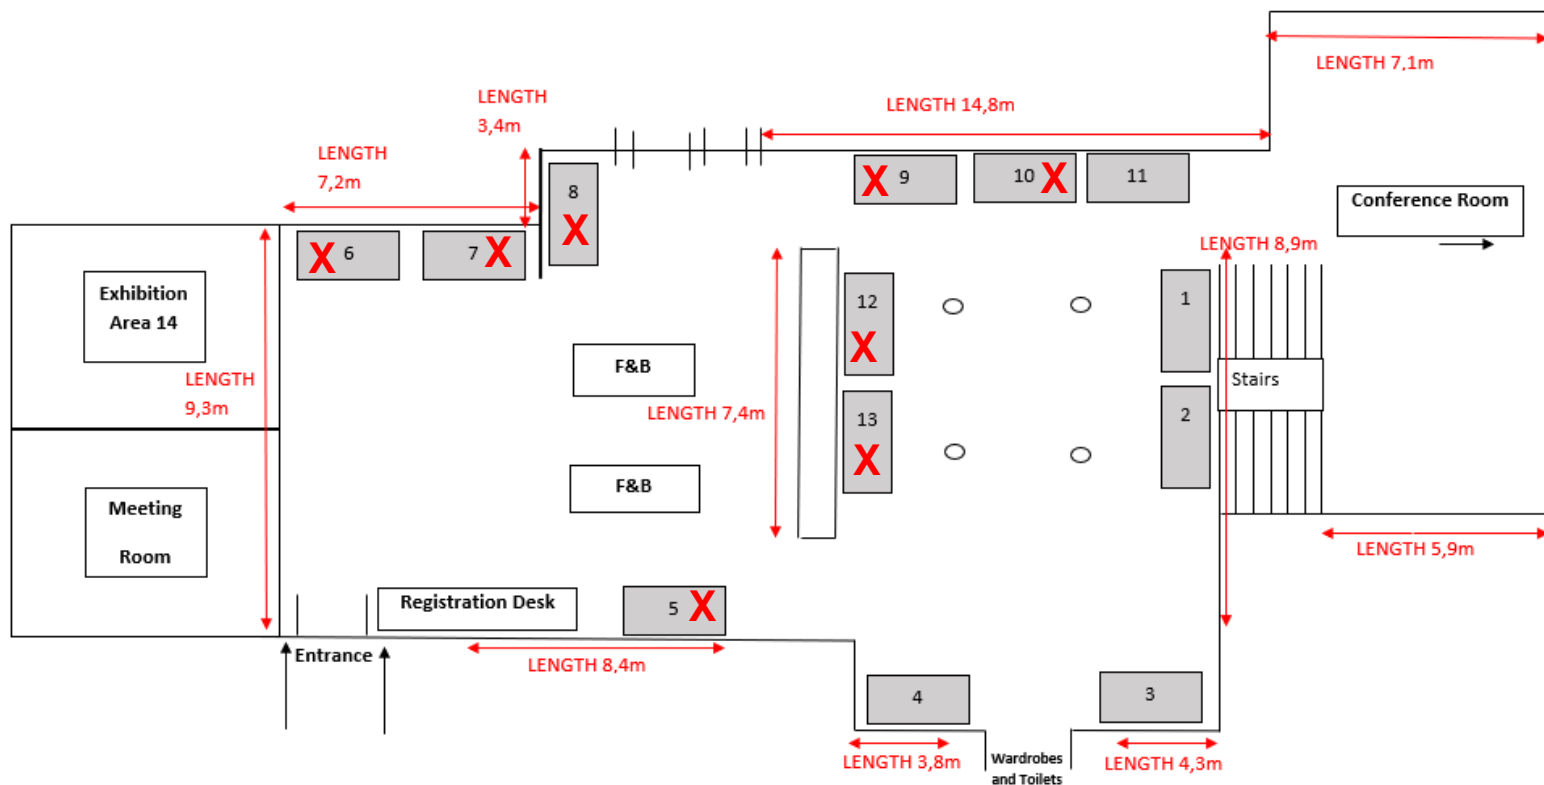 LENGTH 7,1m
LENGTH
3,4m
LENGTH 14,8m
LENGTH
7,2m
8
X
X 9
10 X
11
Conference Room
X 6
7 X
LENGTH 8,9m
Exhibition
Area 14
12
X
1
F&B
LENGTH
9,3m
Stairs
LENGTH 7,4m
13
X
2
F&B
Meeting
Room
LENGTH 5,9m
Registration Desk
5 X
Entrance
LENGTH 8,4m
4
3
LENGTH 3,8m
Wardrobes
and Toilets
LENGTH 4,3m